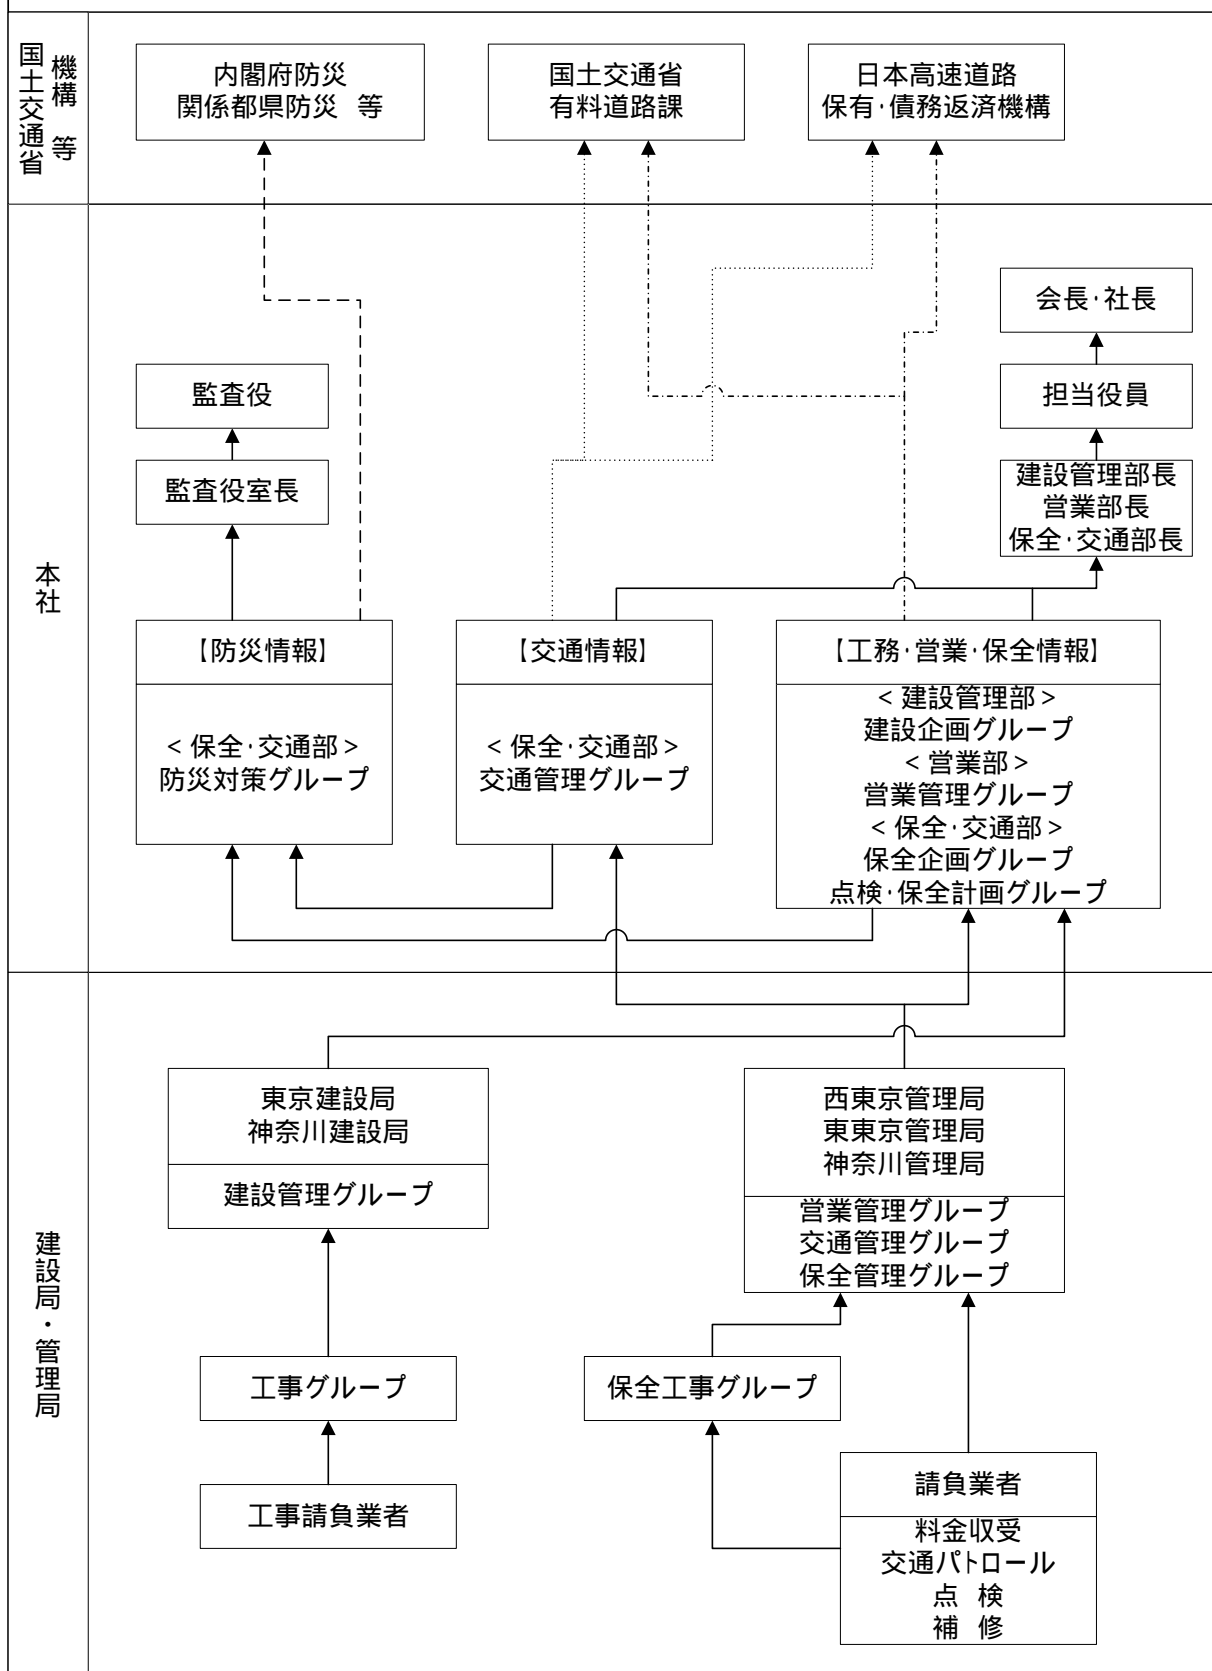 国土交通省
機構 等
内閣府防災
関係都県防災 等
国土交通省
有料道路課
日本高速道路
保有・債務返済機構
本社
会長・社長
担当役員
建設管理部長
営業部長
保全・交通部長
監査役
監査役室長
【防災情報】
<保全・交通部>
防災対策グループ
【交通情報】
<保全・交通部>
交通管理グループ
【工務・営業・保全情報】
<建設管理部>
建設企画グループ
<営業部>
営業管理グループ
<保全・交通部>
保全企画グループ
点検・保全計画グループ
建設局・管理局
東京建設局
神奈川建設局
建設管理グループ
西東京管理局
東東京管理局
神奈川管理局
営業管理グループ
交通管理グループ
保全管理グループ
工事グループ
保全工事グループ
工事請負業者
請負業者
料金収受
交通パトロール
点 検
補 修